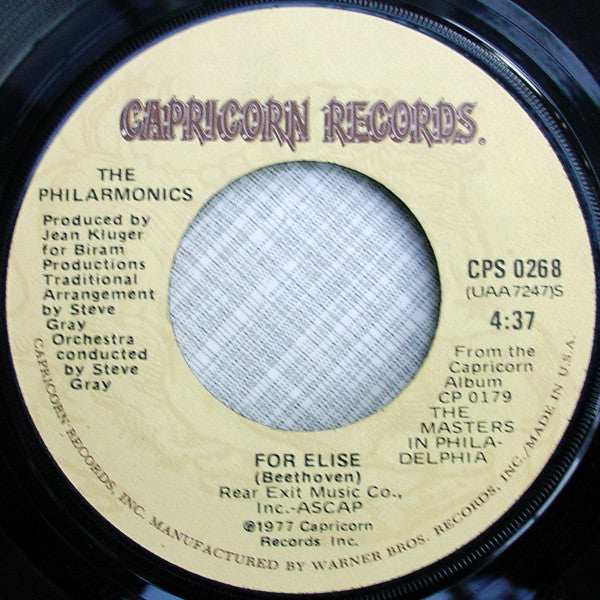 CAPRICORN RECORDS.
THE
PHILARMONICS
Produced by
Jean Kluger
for Biram
Productions
Traditional
Arrangement
by Steve
Gray
Orchestra
conducted
by Steve
Gray
CPS 0268
(UAA7247)S
4:37
From the
Capricorn
Album
CP 0179
THE
MASTERS
IN PHILA-
DELPHIA
FOR ELISE
(Beethoven)
Rear Exit Music Co.,
Inc.-ASCAP
℗1977 Capricorn
Records Inc.
CAPRICORN RECORDS, INC. MANUFACTURED BY WARNER BROS. RECORDS, INC./MADE IN U.S.A.